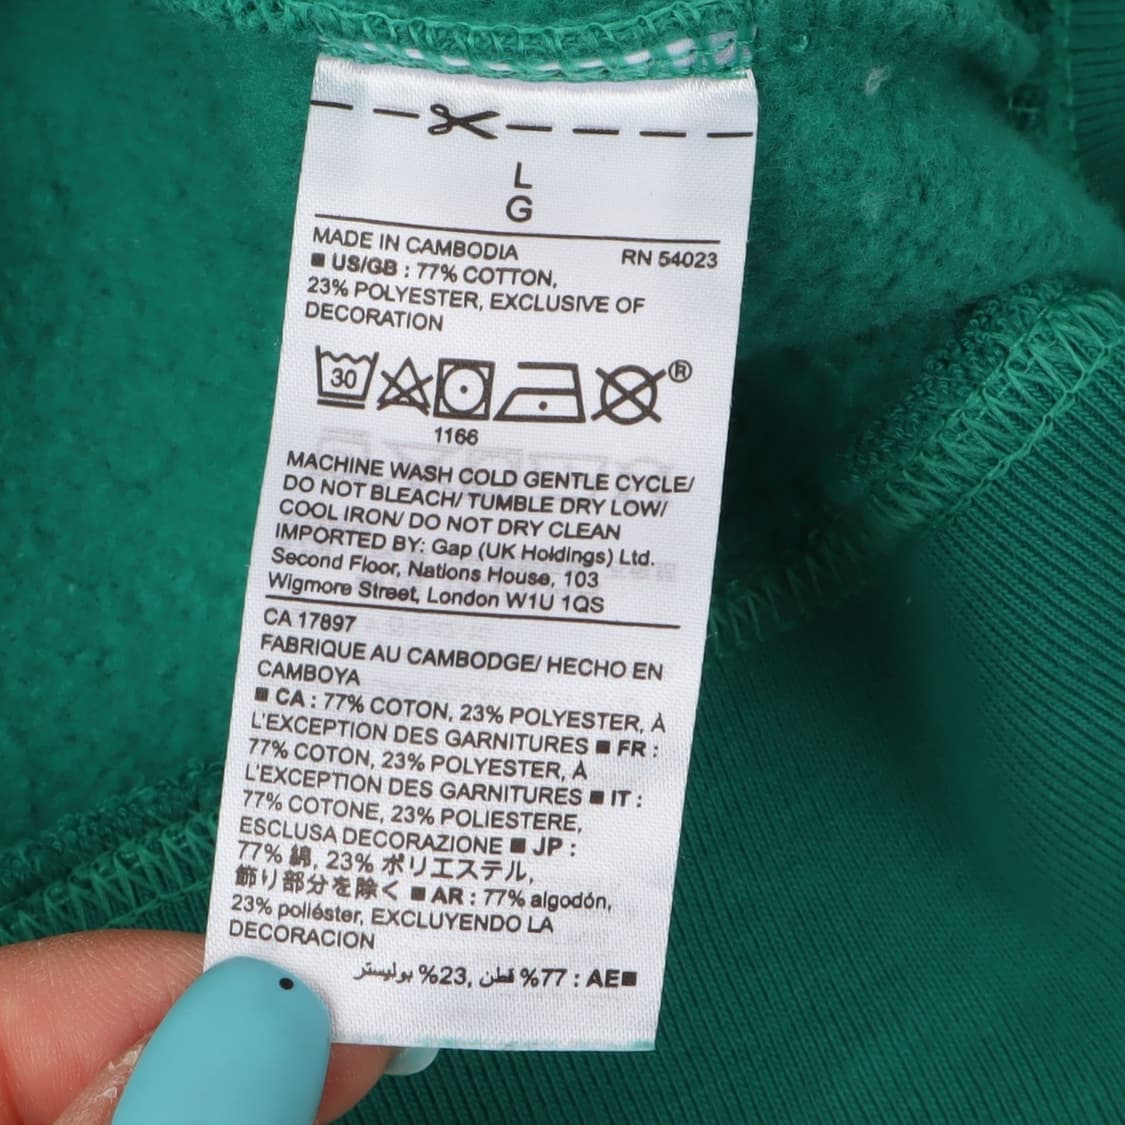 L
G
MADE IN CAMBODIA RN 54023
■ US/GB : 77% COTTON,
23% POLYESTER, EXCLUSIVE OF
DECORATION
30 ®
1166
MACHINE WASH COLD GENTLE CYCLE/
DO NOT BLEACH/ TUMBLE DRY LOW/
COOL IRON/ DO NOT DRY CLEAN
IMPORTED BY: Gap (UK Holdings) Ltd.
Second Floor, Nations House, 103
Wigmore Street, London W1U 1QS
CA 17897
FABRIQUE AU CAMBODGE/ HECHO EN
CAMBOYA
■ CA : 77% COTON, 23% POLYESTER, À
L'EXCEPTION DES GARNITURES ■ FR :
77% COTON, 23% POLYESTER, À
L'EXCEPTION DES GARNITURES ■ IT :
77% COTONE, 23% POLIESTERE,
ESCLUSA DECORAZIONE ■ JP :
77% 綿, 23% ポリエステル,
飾り部分を除く ■ AR : 77% algodón,
23% poliéster, EXCLUYENDO LA
DECORACION
■AE : 77% قطن, 23% بوليستر